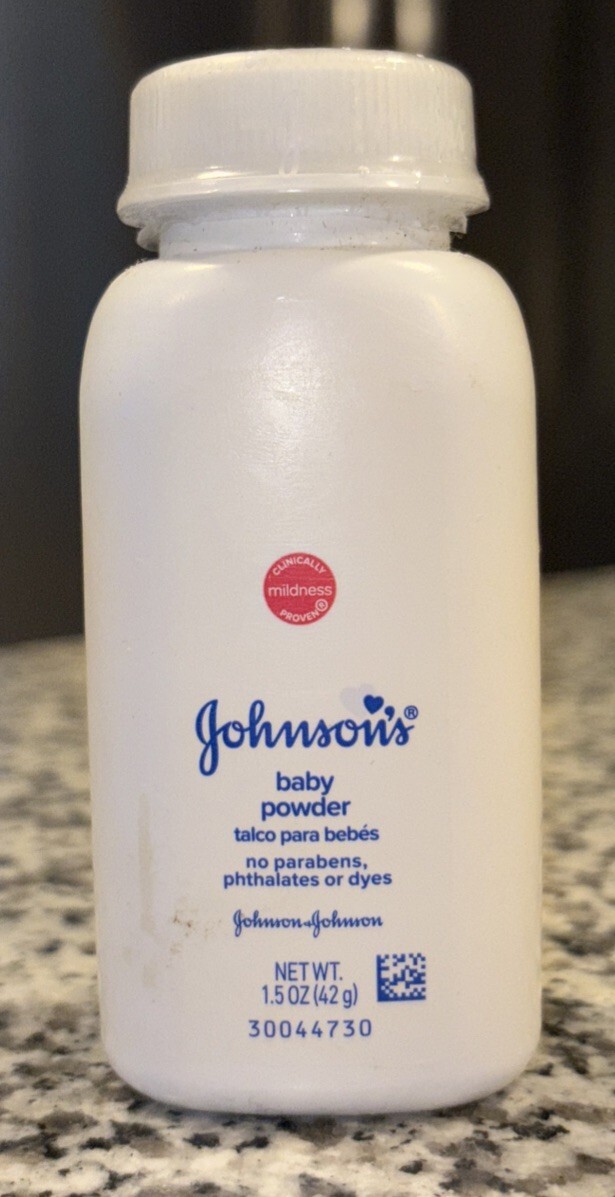 CLINICALLY
mildness
PROVEN®
Johnson's®
baby
powder
talco para bebés
no parabens,
phthalates or dyes
Johnson&Johnson
NET WT.
1.5 OZ (42 g)
30044730